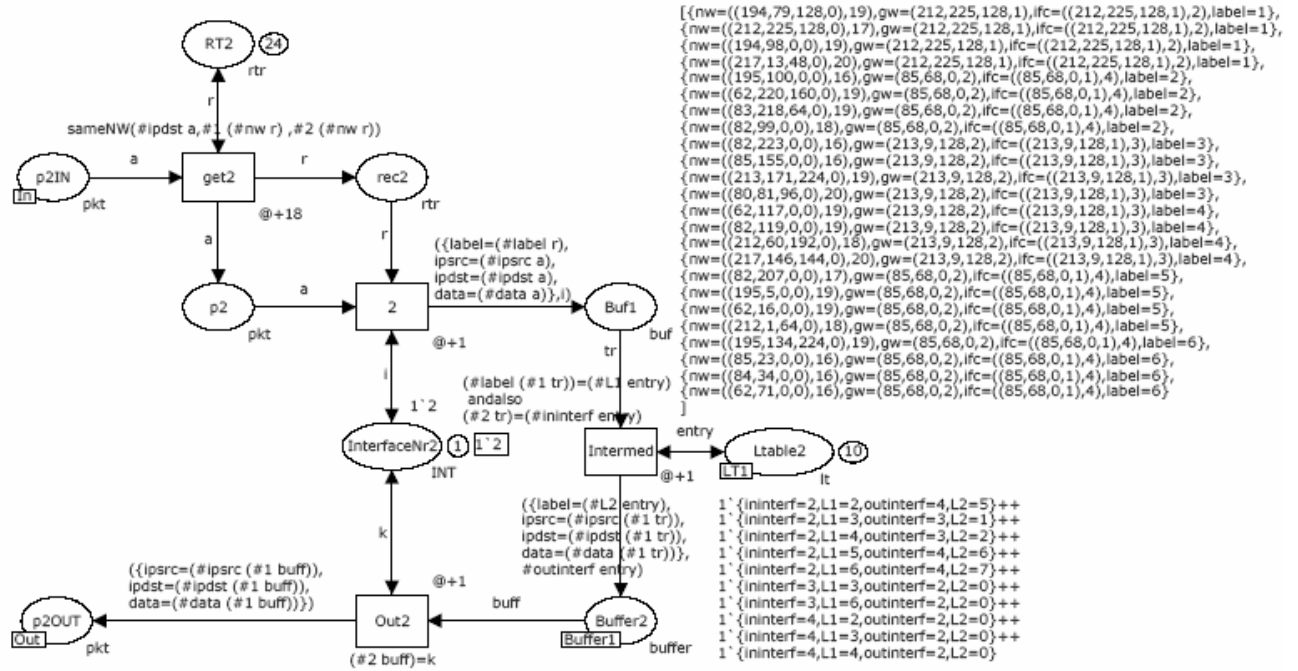 RT2
24
rtr
r
sameNW(#ipdst a,#1 (#nw r) ,#2 (#nw r))
a
r
p2IN
In
pkt
get2
@+18
rec2
rtr
a
r
({label=(#label r),
ipsrc=(#ipsrc a),
ipdst=(#ipdst a),
data=(#data a)},i)
p2
pkt
a
2
@+1
Buf1
buf
i
tr
(#label (#1 tr))=(#L1 entry)
andalso
(#2 tr)=(#ininterf entry)
1`2
InterfaceNr2
1
1`2
INT
Intermed
@+1
entry
Ltable2
LT1
10
lt
k
({label=(#L2 entry),
ipsrc=(#ipsrc (#1 tr)),
ipdst=(#ipdst (#1 tr)),
data=(#data (#1 tr))},
#outinterf entry)
({ipsrc=(#ipsrc (#1 buff)),
ipdst=(#ipdst (#1 buff)),
data=(#data (#1 buff))})
@+1
p2OUT
Out
pkt
Out2
(#2 buff)=k
buff
Buffer2
Buffer1
buffer
[{nw=((194,79,128,0),19),gw=(212,225,128,1),ifc=((212,225,128,1),2),label=1},
{nw=((212,225,128,0),17),gw=(212,225,128,1),ifc=((212,225,128,1),2),label=1},
{nw=((194,98,0,0),19),gw=(212,225,128,1),ifc=((212,225,128,1),2),label=1},
{nw=((217,13,48,0),20),gw=(212,225,128,1),ifc=((212,225,128,1),2),label=1},
{nw=((195,100,0,0),16),gw=(85,68,0,2),ifc=((85,68,0,1),4),label=2},
{nw=((62,220,160,0),19),gw=(85,68,0,2),ifc=((85,68,0,1),4),label=2},
{nw=((83,218,64,0),19),gw=(85,68,0,2),ifc=((85,68,0,1),4),label=2},
{nw=((82,99,0,0),18),gw=(85,68,0,2),ifc=((85,68,0,1),4),label=2},
{nw=((82,223,0,0),16),gw=(213,9,128,2),ifc=((213,9,128,1),3),label=3},
{nw=((85,155,0,0),16),gw=(213,9,128,2),ifc=((213,9,128,1),3),label=3},
{nw=((213,171,224,0),19),gw=(213,9,128,2),ifc=((213,9,128,1),3),label=3},
{nw=((80,81,96,0),20),gw=(213,9,128,2),ifc=((213,9,128,1),3),label=3},
{nw=((62,117,0,0),19),gw=(213,9,128,2),ifc=((213,9,128,1),3),label=4},
{nw=((82,119,0,0),19),gw=(213,9,128,2),ifc=((213,9,128,1),3),label=4},
{nw=((212,60,192,0),18),gw=(213,9,128,2),ifc=((213,9,128,1),3),label=4},
{nw=((217,146,144,0),20),gw=(213,9,128,2),ifc=((213,9,128,1),3),label=4},
{nw=((82,207,0,0),17),gw=(85,68,0,2),ifc=((85,68,0,1),4),label=5},
{nw=((195,5,0,0),19),gw=(85,68,0,2),ifc=((85,68,0,1),4),label=5},
{nw=((62,16,0,0),19),gw=(85,68,0,2),ifc=((85,68,0,1),4),label=5},
{nw=((212,1,64,0),18),gw=(85,68,0,2),ifc=((85,68,0,1),4),label=5},
{nw=((195,134,224,0),19),gw=(85,68,0,2),ifc=((85,68,0,1),4),label=6},
{nw=((85,23,0,0),16),gw=(85,68,0,2),ifc=((85,68,0,1),4),label=6},
{nw=((84,34,0,0),16),gw=(85,68,0,2),ifc=((85,68,0,1),4),label=6},
{nw=((62,71,0,0),16),gw=(85,68,0,2),ifc=((85,68,0,1),4),label=6}
]
1`{ininterf=2,L1=2,outinterf=4,L2=5}++
1`{ininterf=2,L1=3,outinterf=3,L2=1}++
1`{ininterf=2,L1=4,outinterf=3,L2=2}++
1`{ininterf=2,L1=5,outinterf=4,L2=6}++
1`{ininterf=2,L1=6,outinterf=4,L2=7}++
1`{ininterf=3,L1=3,outinterf=2,L2=0}++
1`{ininterf=3,L1=6,outinterf=2,L2=0}++
1`{ininterf=4,L1=2,outinterf=2,L2=0}++
1`{ininterf=4,L1=3,outinterf=2,L2=0}++
1`{ininterf=4,L1=4,outinterf=2,L2=0}